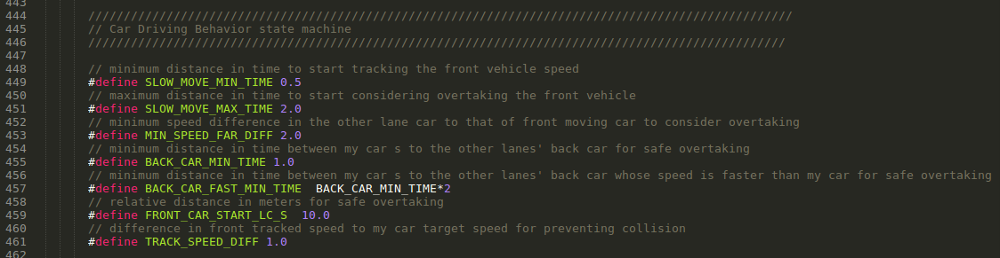 443
444 ///////////////////////////////////////////////////////////////////////////////////////////////////
445 // Car Driving Behavior state machine
446 //////////////////////////////////////////////////////////////////////////////////////////////////
447
448 // minimum distance in time to start tracking the front vehicle speed
449 #define SLOW_MOVE_MIN_TIME 0.5
450 // maximum distance in time to start considering overtaking the front vehicle
451 #define SLOW_MOVE_MAX_TIME 2.0
452 // minimum speed difference in the other lane car to that of front moving car to consider overtaking
453 #define MIN_SPEED_FAR_DIFF 2.0
454 // minimum distance in time between my car s to the other lanes' back car for safe overtaking
455 #define BACK_CAR_MIN_TIME 1.0
456 // minimum distance in time between my car s to the other lanes' back car whose speed is faster than my car for safe overtaking
457 #define BACK_CAR_FAST_MIN_TIME  BACK_CAR_MIN_TIME*2
458 // relative distance in meters for safe overtaking
459 #define FRONT_CAR_START_LC_S  10.0
460 // difference in front tracked speed to my car target speed for preventing collision
461 #define TRACK_SPEED_DIFF 1.0
462